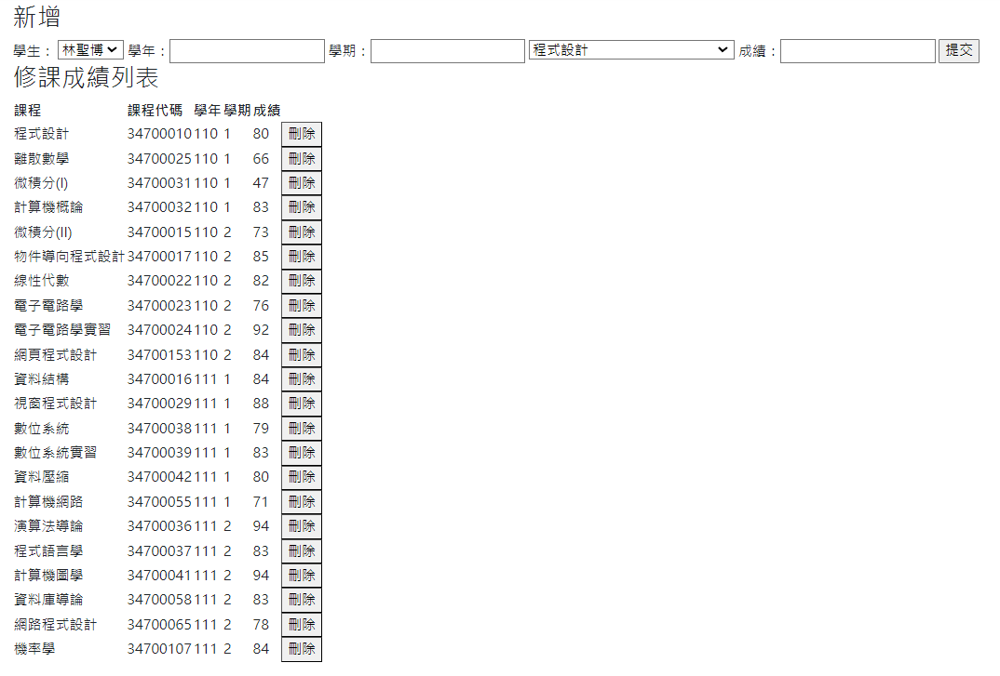 新增
學生： 林聖博 學年： 學期： 程式設計 成績： 提交
修課成績列表
課程 課程代碼 學年 學期 成績
程式設計 34700010 110 1 80 刪除
離散數學 34700025 110 1 66 刪除
微積分(I) 34700031 110 1 47 刪除
計算機概論 34700032 110 1 83 刪除
微積分(II) 34700015 110 2 73 刪除
物件導向程式設計 34700017 110 2 85 刪除
線性代數 34700022 110 2 82 刪除
電子電路學 34700023 110 2 76 刪除
電子電路學實習 34700024 110 2 92 刪除
網頁程式設計 34700153 110 2 84 刪除
資料結構 34700016 111 1 84 刪除
視窗程式設計 34700029 111 1 88 刪除
數位系統 34700038 111 1 79 刪除
數位系統實習 34700039 111 1 83 刪除
資料壓縮 34700042 111 1 80 刪除
計算機網路 34700055 111 1 71 刪除
演算法導論 34700036 111 2 94 刪除
程式語言學 34700037 111 2 83 刪除
計算機圖學 34700041 111 2 94 刪除
資料庫導論 34700058 111 2 83 刪除
網路程式設計 34700065 111 2 78 刪除
機率學 34700107 111 2 84 刪除